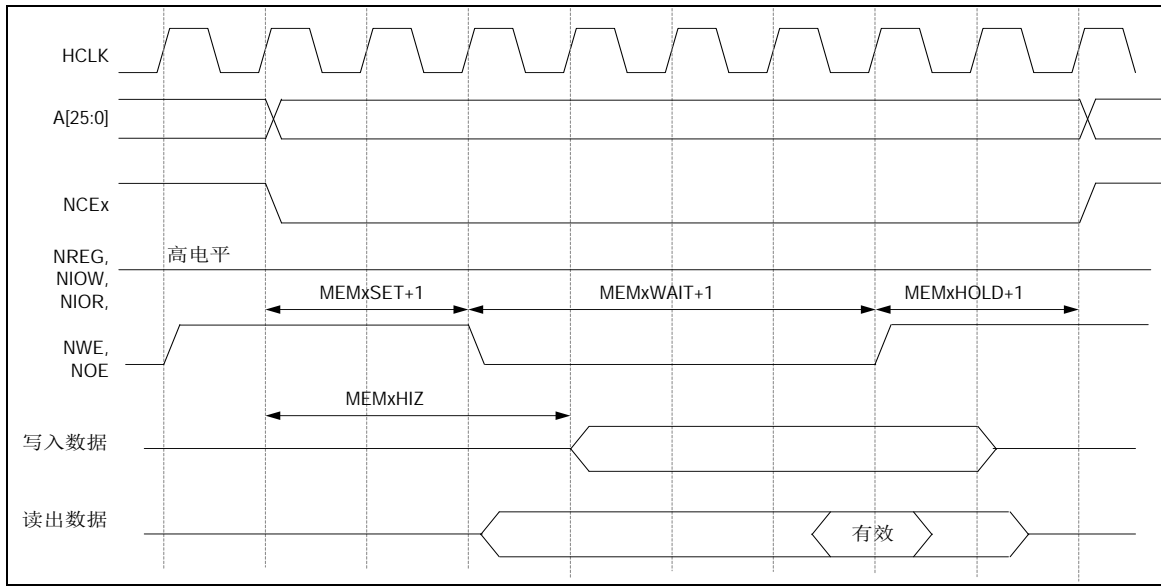 HCLK
A[25:0]
NCEx
NREG,
NIOW,
NIOR,
高电平
MEMxSET+1
MEMxWAIT+1
MEMxHOLD+1
NWE,
NOE
MEMxHIZ
写入数据
读出数据
有效